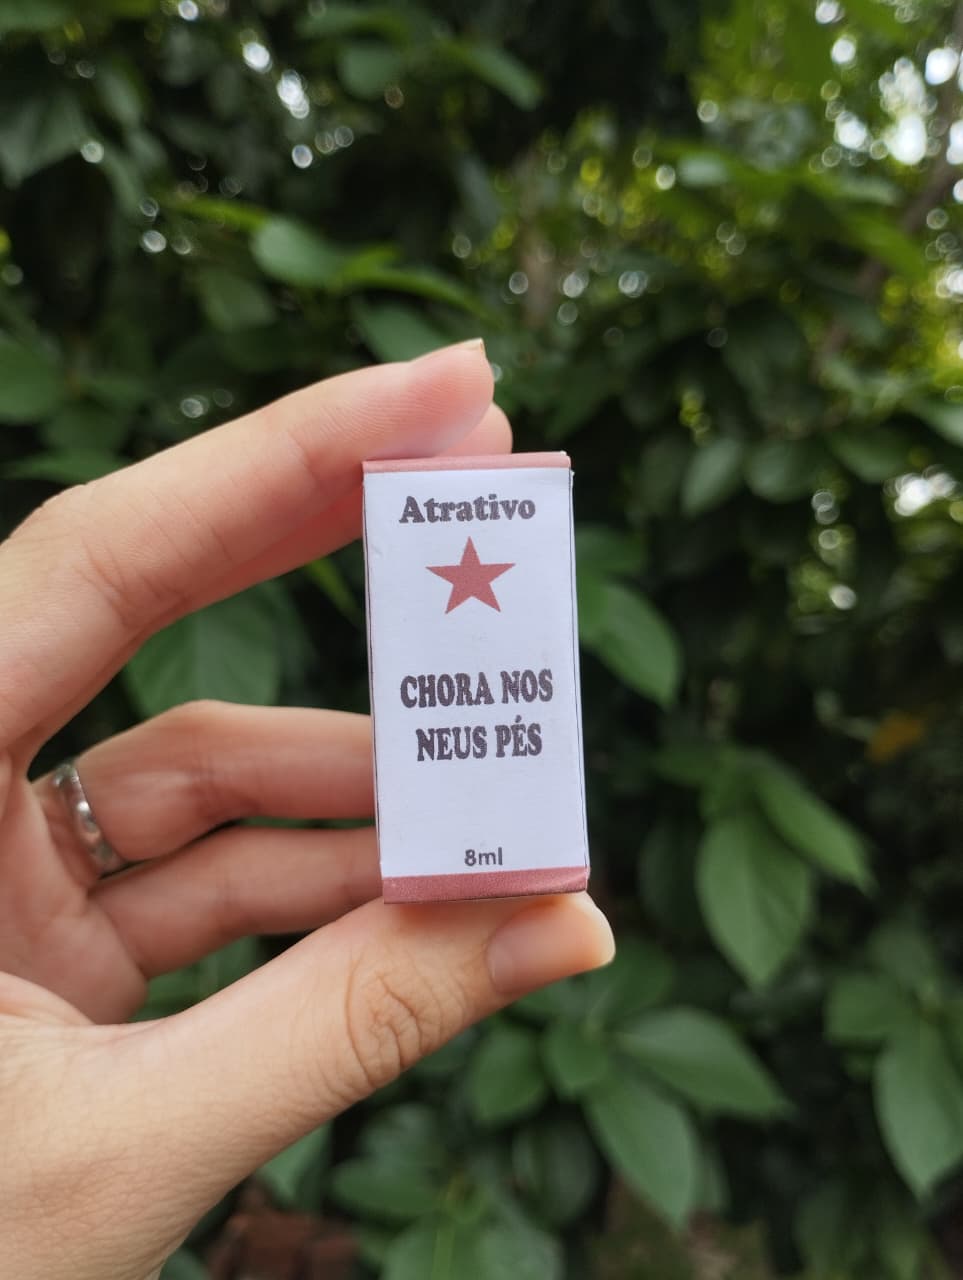 Atrativo
CHORA NOS
NEUS PÉS
8ml